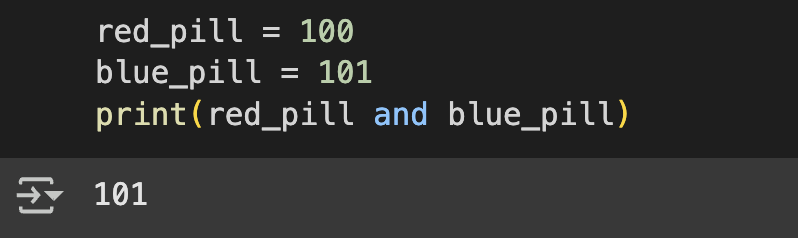 red_pill = 100
blue_pill = 101
print(red_pill and blue_pill)
101